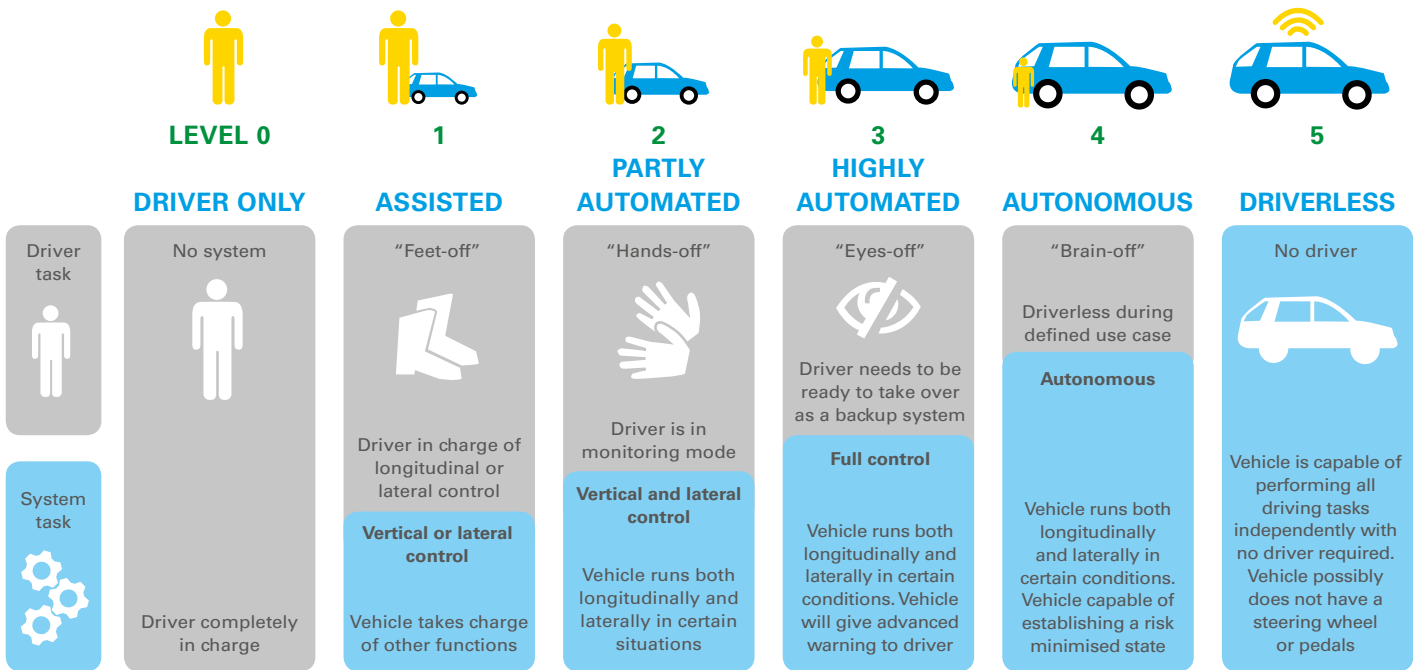 LEVEL 0
DRIVER ONLY
1
ASSISTED
2
PARTLY
AUTOMATED
3
HIGHLY
AUTOMATED
4
AUTONOMOUS
5
DRIVERLESS
Driver
task
System
task
No system
Driver completely
in charge
“Feet-off”
Driver in charge of
longitudinal or
lateral control
Vertical or lateral
control
Vehicle takes charge
of other functions
“Hands-off”
Driver is in
monitoring mode
Vertical and lateral
control
Vehicle runs both
longitudinally and
laterally in certain
situations
“Eyes-off”
Driver needs to be
ready to take over
as a backup system
Full control
Vehicle runs both
longitudinally and
laterally in certain
conditions. Vehicle
will give advanced
warning to driver
“Brain-off”
Driverless during
defined use case
Autonomous
Vehicle runs both
longitudinally
and laterally in
certain conditions.
Vehicle capable of
establishing a risk
minimised state
No driver
Vehicle is capable of
performing all
driving tasks
independently with
no driver required.
Vehicle possibly
does not have a
steering wheel
or pedals